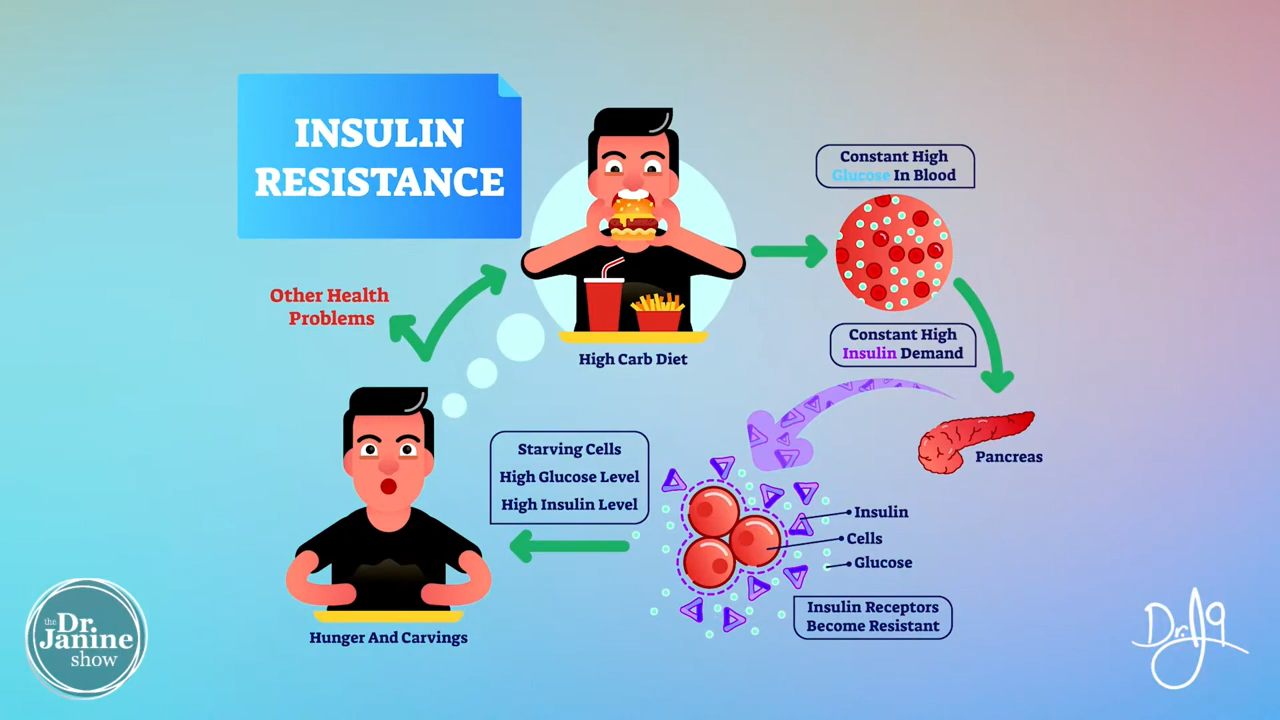 INSULIN
RESISTANCE
Constant High
Glucose In Blood
Other Health
Problems
High Carb Diet
Constant High
Insulin Demand
Pancreas
Starving Cells
High Glucose Level
High Insulin Level
Insulin
Cells
Glucose
Insulin Receptors
Become Resistant
Hunger And Carvings
the
Dr.
Janine
show
Dr.